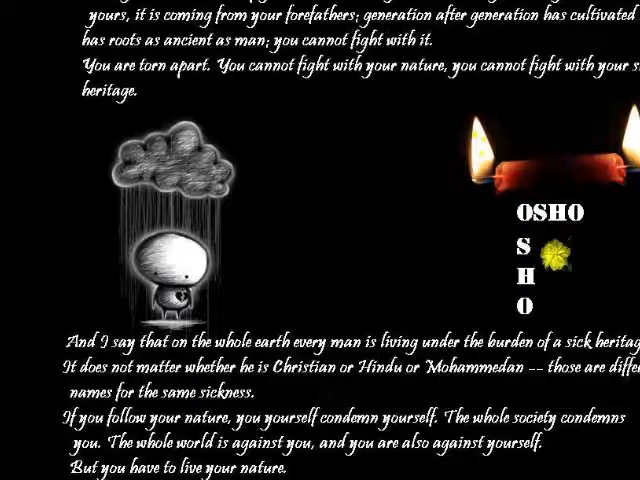 yours, it is coming from your forefathers; generation after generation has cultivated
has roots as ancient as man; you cannot fight with it.
You are torn apart. You cannot fight with your nature, you cannot fight with your
heritage.
OSHO
S
H
O
And I say that on the whole earth every man is living under the burden of a sick
It does not matter whether he is Christian or Hindu or Mohammedan -- those are
names for the same sickness.
If you follow your nature, you yourself condemn yourself. The whole society condemns
you. The whole world is against you, and you are also against yourself.
But you have to live your nature.